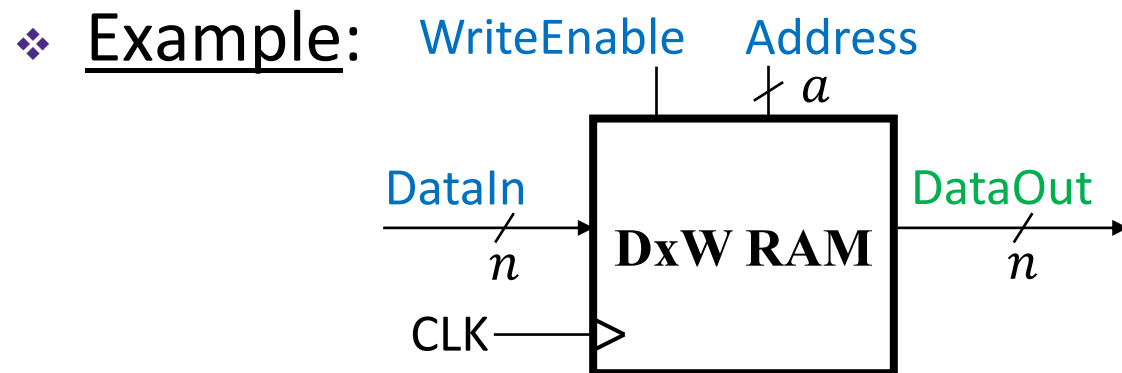 ❖ Example:
WriteEnable Address
a
DataIn
DataOut
n
DxW RAM
n
CLK